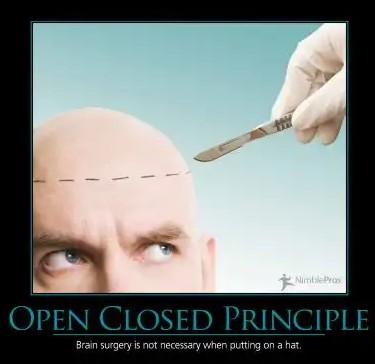 NimblePros
OPEN CLOSED PRINCIPLE
Brain surgery is not necessary when putting on a hat.